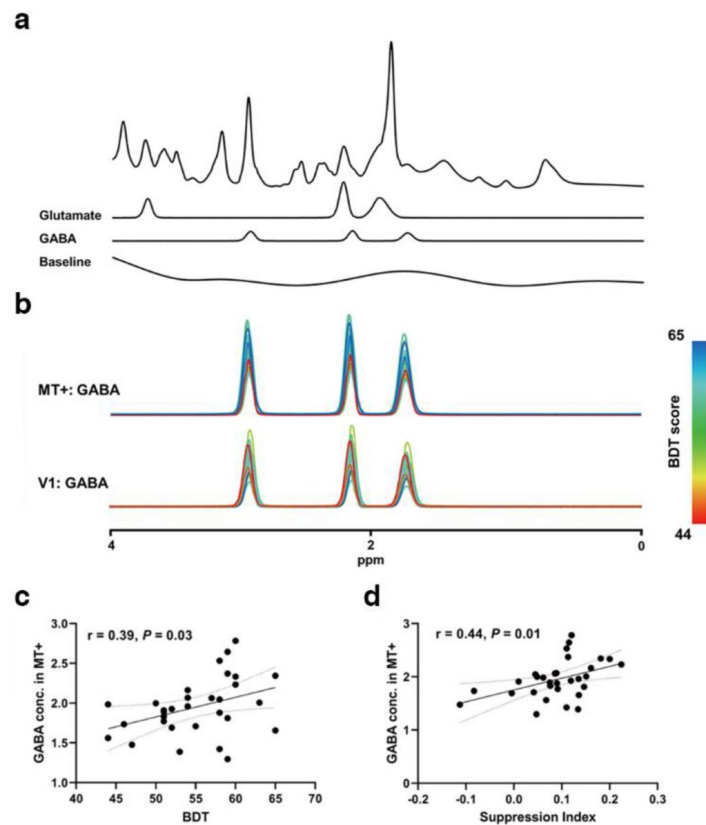 a
Glutamate
GABA
Baseline
b
MT+: GABA
V1: GABA
65
BDT score
44
4 2 0
ppm
c
r = 0.39, P = 0.03
GABA conc. in MT+
3.0
2.5
2.0
1.5
1.0
40 45 50 55 60 65 70
BDT
d
r = 0.44, P = 0.01
GABA conc. in MT+
3
2
1
0
-0.2 -0.1 0.0 0.1 0.2 0.3
Suppression Index